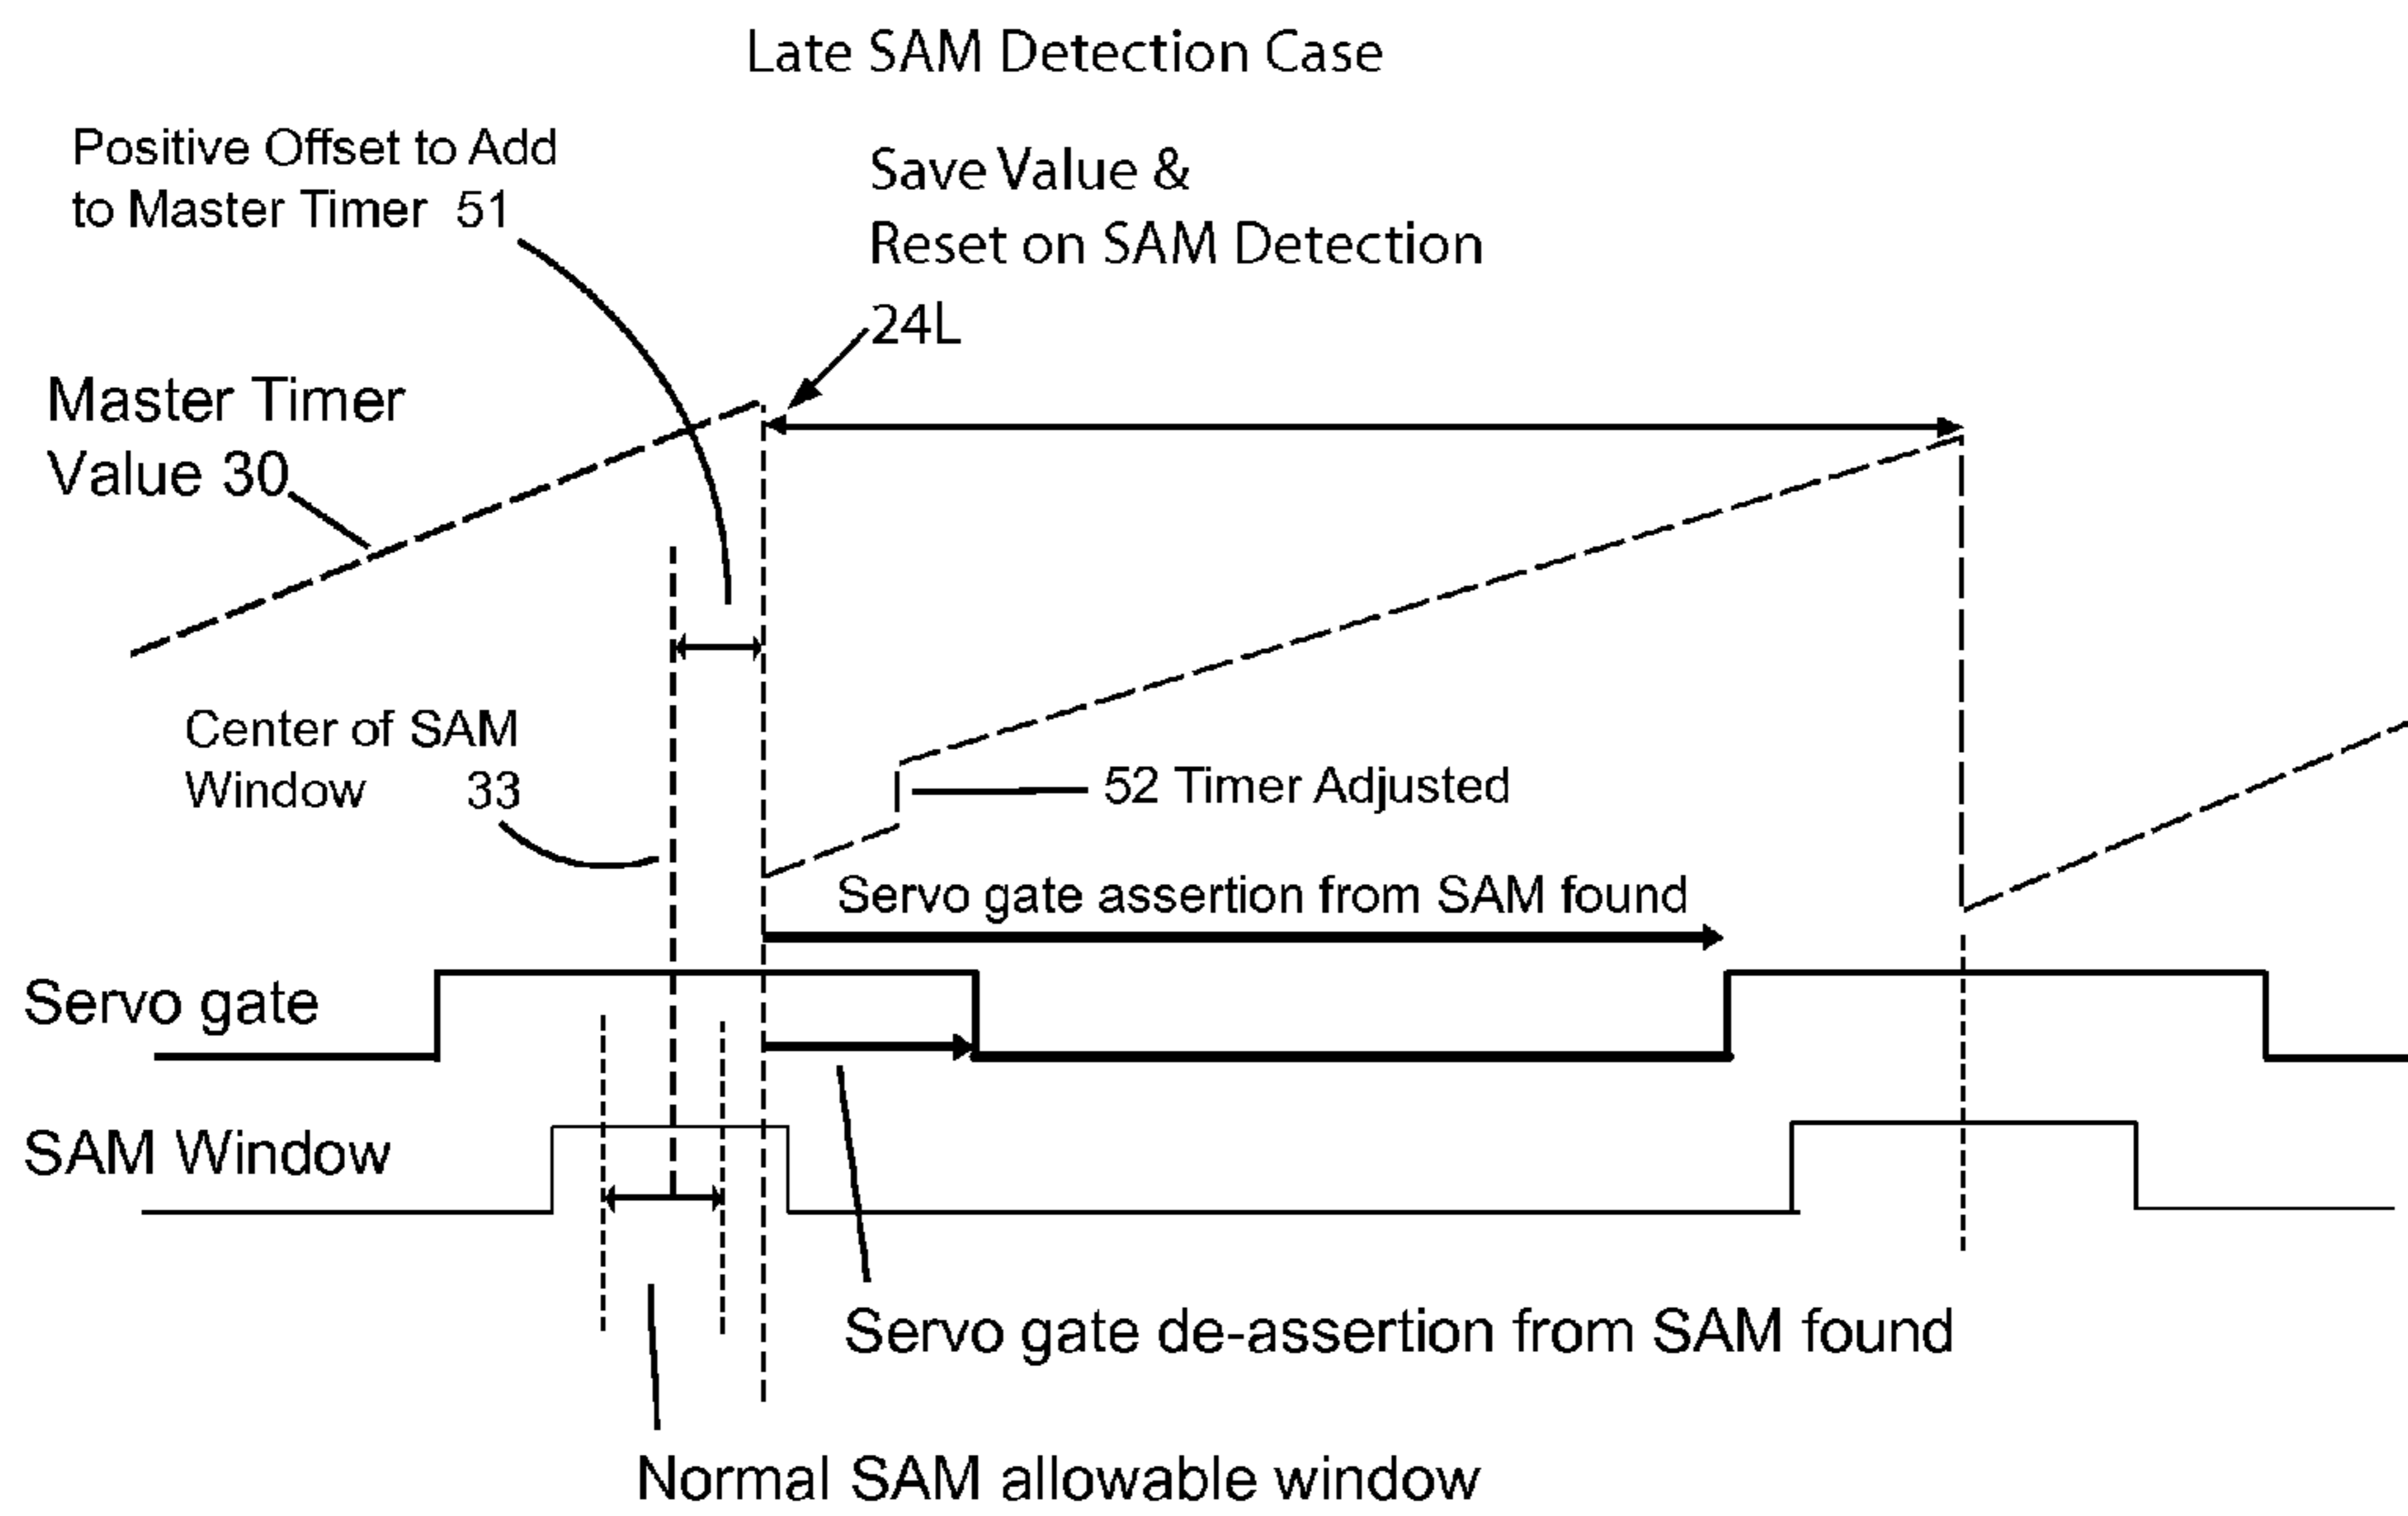 Late SAM Detection Case
Positive Offset to Add
to Master Timer 51
Save Value &
Reset on SAM Detection
24L
Master Timer
Value 30
Center of SAM
Window 33
52 Timer Adjusted
Servo gate assertion from SAM found
Servo gate
SAM Window
Servo gate de-assertion from SAM found
Normal SAM allowable window